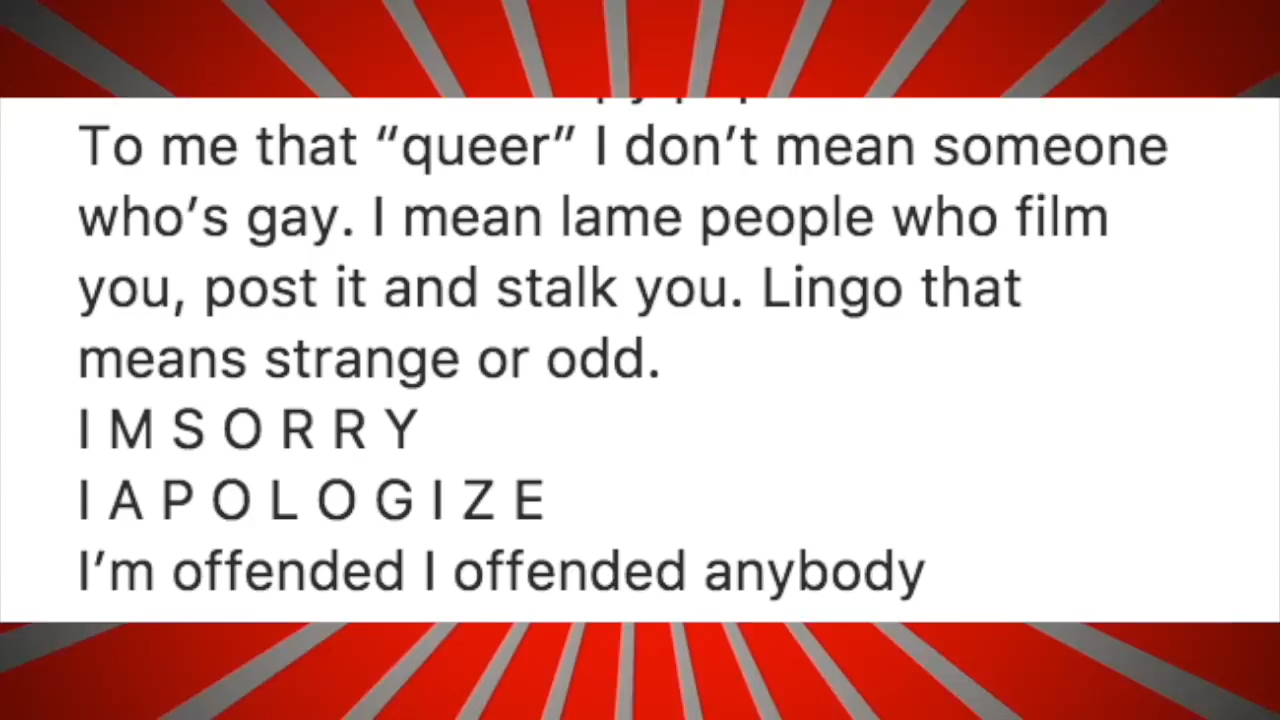 To me that “queer” I don’t mean someone
who’s gay. I mean lame people who film
you, post it and stalk you. Lingo that
means strange or odd.
I M S O R R Y
I A P O L O G I Z E
I’m offended I offended anybody